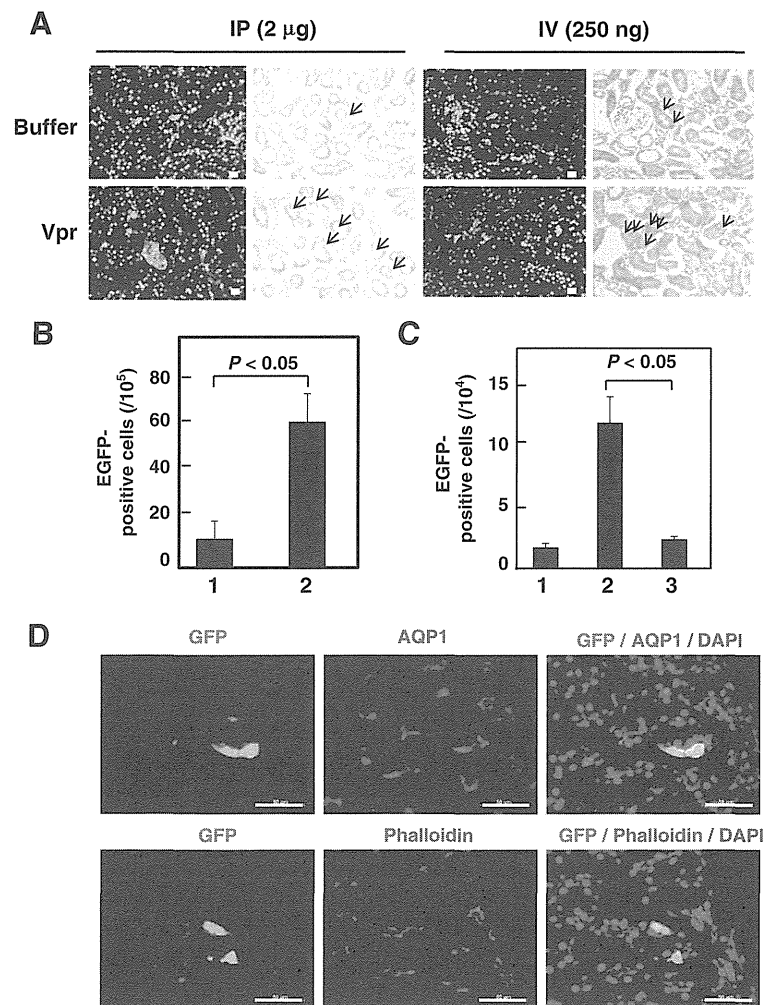 A
IP (2 µg)
IV (250 ng)
Buffer
Vpr
B
EGFP-
positive cells (/10⁵)
80
60
40
20
0
P < 0.05
1
2
C
EGFP-
positive cells (/10⁴)
15
10
5
0
P < 0.05
1
2
3
D
GFP
AQP1
GFP / AQP1 / DAPI
GFP
Phalloidin
GFP / Phalloidin / DAPI